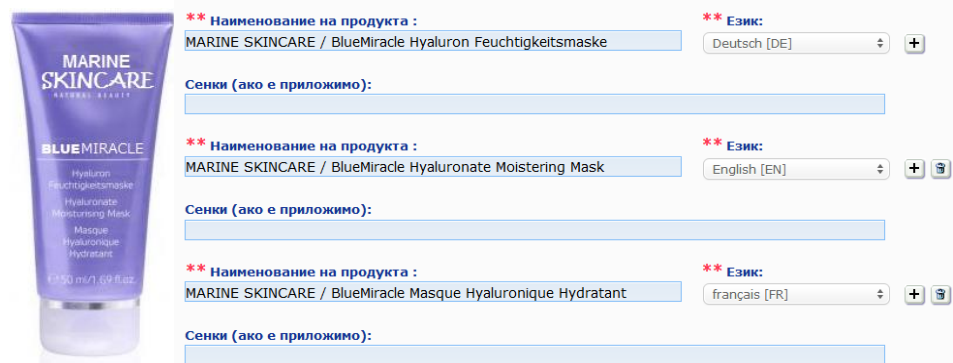 MARINE
SKINCARE
NATURAL BEAUTY
BLUEMIRACLE
Hyaluron
Feuchtigkeitsmaske
Hyaluronate
Moisturising Mask
Masque
Hyaluronique
Hydratant
℮ 50 ml/1,69 fl.oz.
** Наименование на продукта :
** Език:
MARINE SKINCARE / BlueMiracle Hyaluron Feuchtigkeitsmaske
Deutsch [DE]
Сенки (ако е приложимо):
** Наименование на продукта :
** Език:
MARINE SKINCARE / BlueMiracle Hyaluronate Moistering Mask
English [EN]
Сенки (ако е приложимо):
** Наименование на продукта :
** Език:
MARINE SKINCARE / BlueMiracle Masque Hyaluronique Hydratant
français [FR]
Сенки (ако е приложимо):